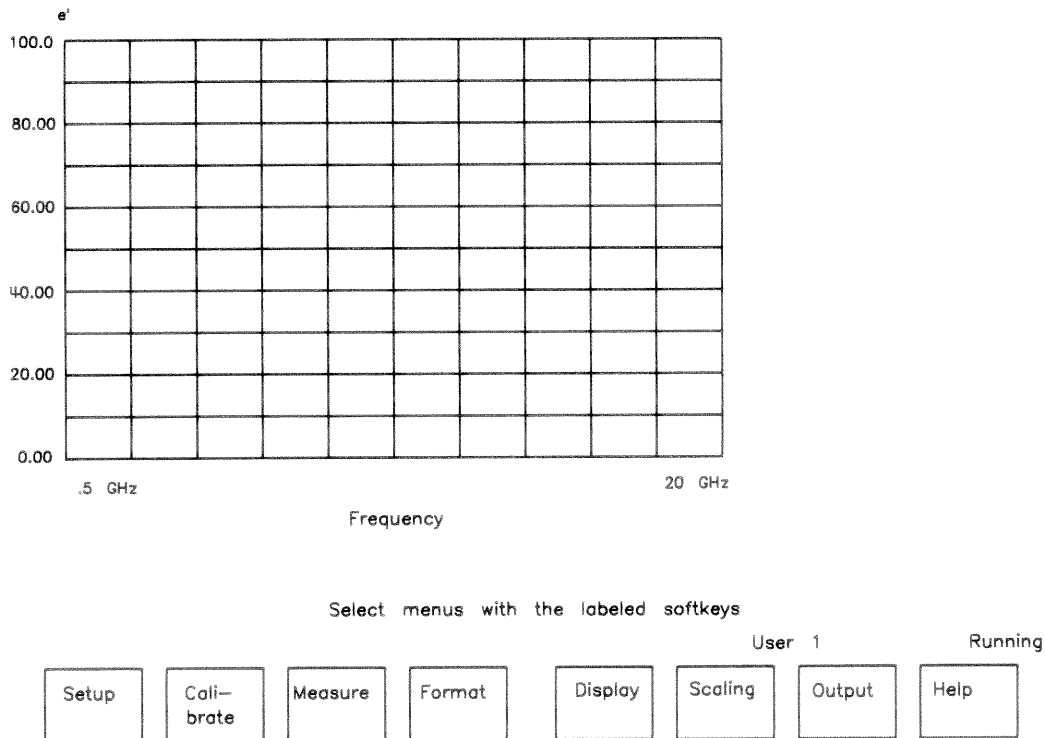 e'
100.0
80.00
60.00
40.00
20.00
0.00
.5 GHz
20 GHz
Frequency
Select menus with the labeled softkeys
User 1
Running
Setup
Cali-
brate
Measure
Format
Display
Scaling
Output
Help